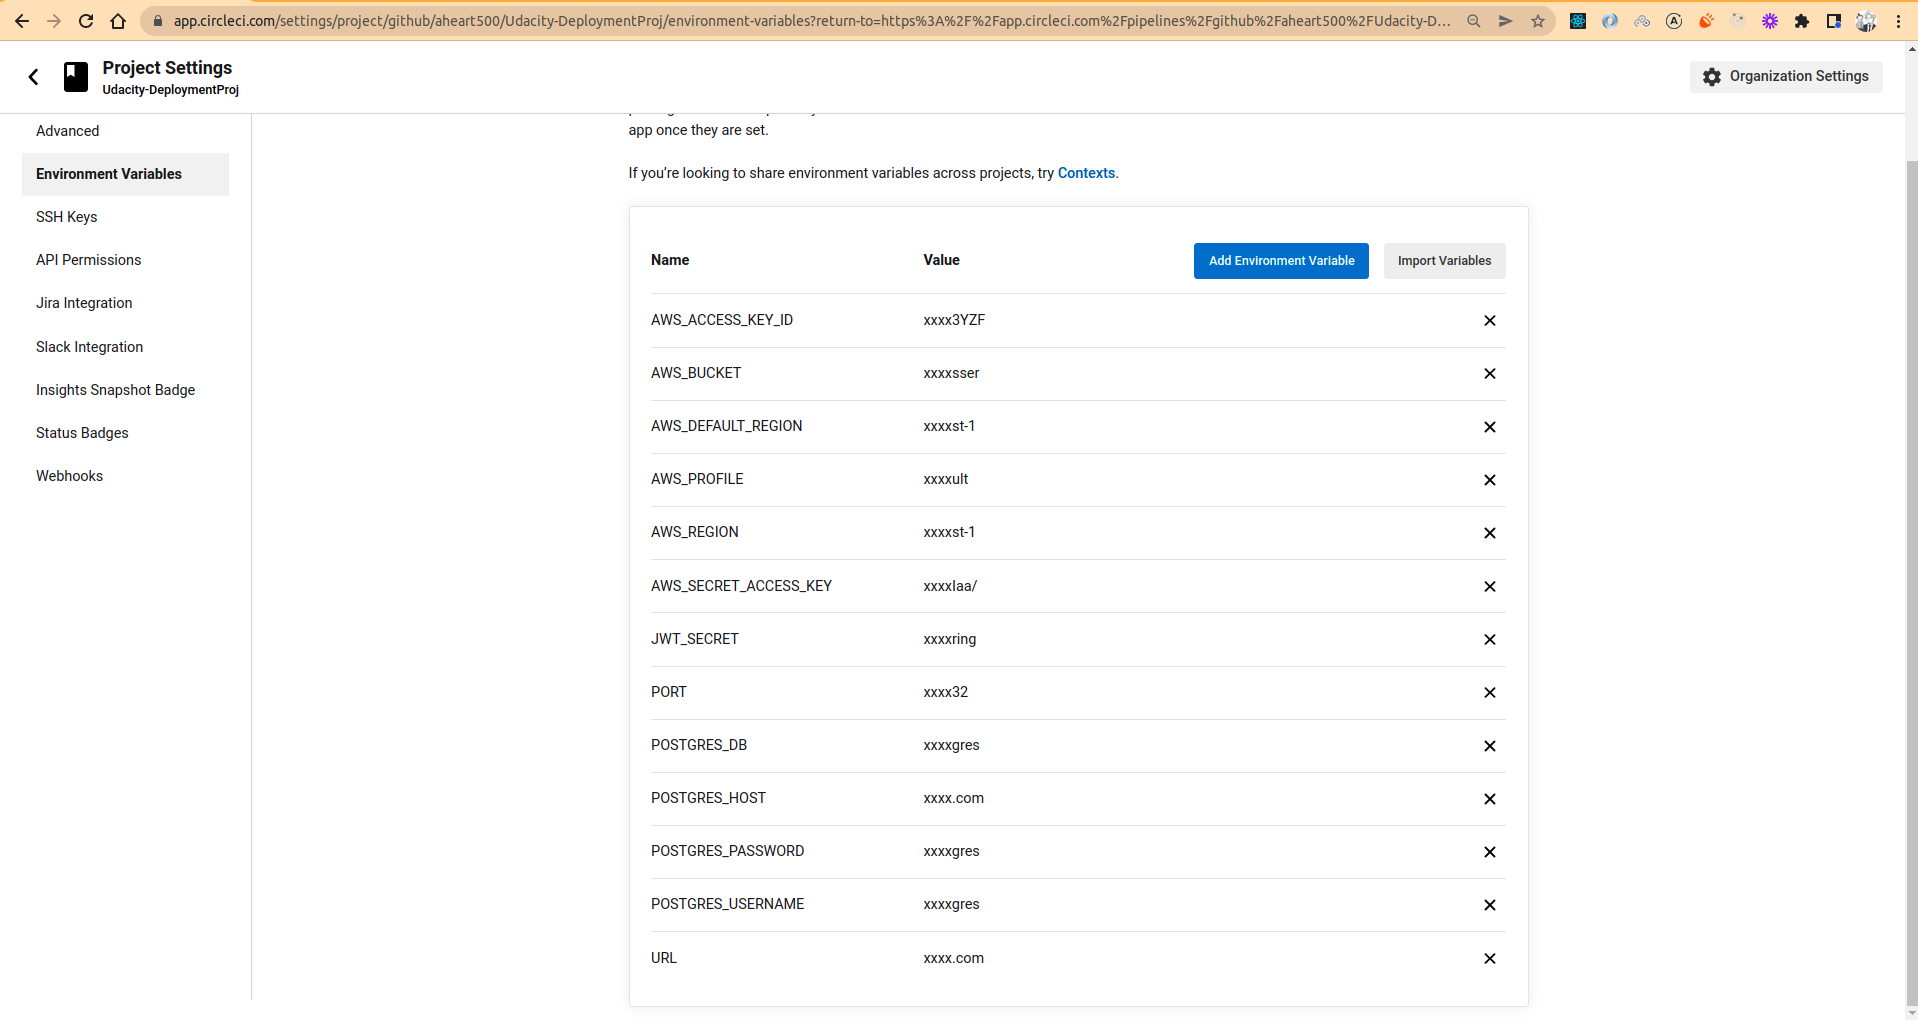 app.circleci.com/settings/project/github/aheart500/Udacity-DeploymentProj/environment-variables?return-to=https%3A%2F%2Fapp.circleci.com%2Fpipelines%2Fgithub%2Faheart500%2FUdacity-D...
Project Settings
Udacity-DeploymentProj
Organization Settings
Advanced
Environment Variables
SSH Keys
API Permissions
Jira Integration
Slack Integration
Insights Snapshot Badge
Status Badges
Webhooks
app once they are set.
If you’re looking to share environment variables across projects, try Contexts.
Name Value Add Environment Variable Import Variables
AWS_ACCESS_KEY_ID xxxx3YZF
AWS_BUCKET xxxxsser
AWS_DEFAULT_REGION xxxxst-1
AWS_PROFILE xxxxult
AWS_REGION xxxxst-1
AWS_SECRET_ACCESS_KEY xxxxIaa/
JWT_SECRET xxxxring
PORT xxxx32
POSTGRES_DB xxxxgres
POSTGRES_HOST xxxx.com
POSTGRES_PASSWORD xxxxgres
POSTGRES_USERNAME xxxxgres
URL xxxx.com